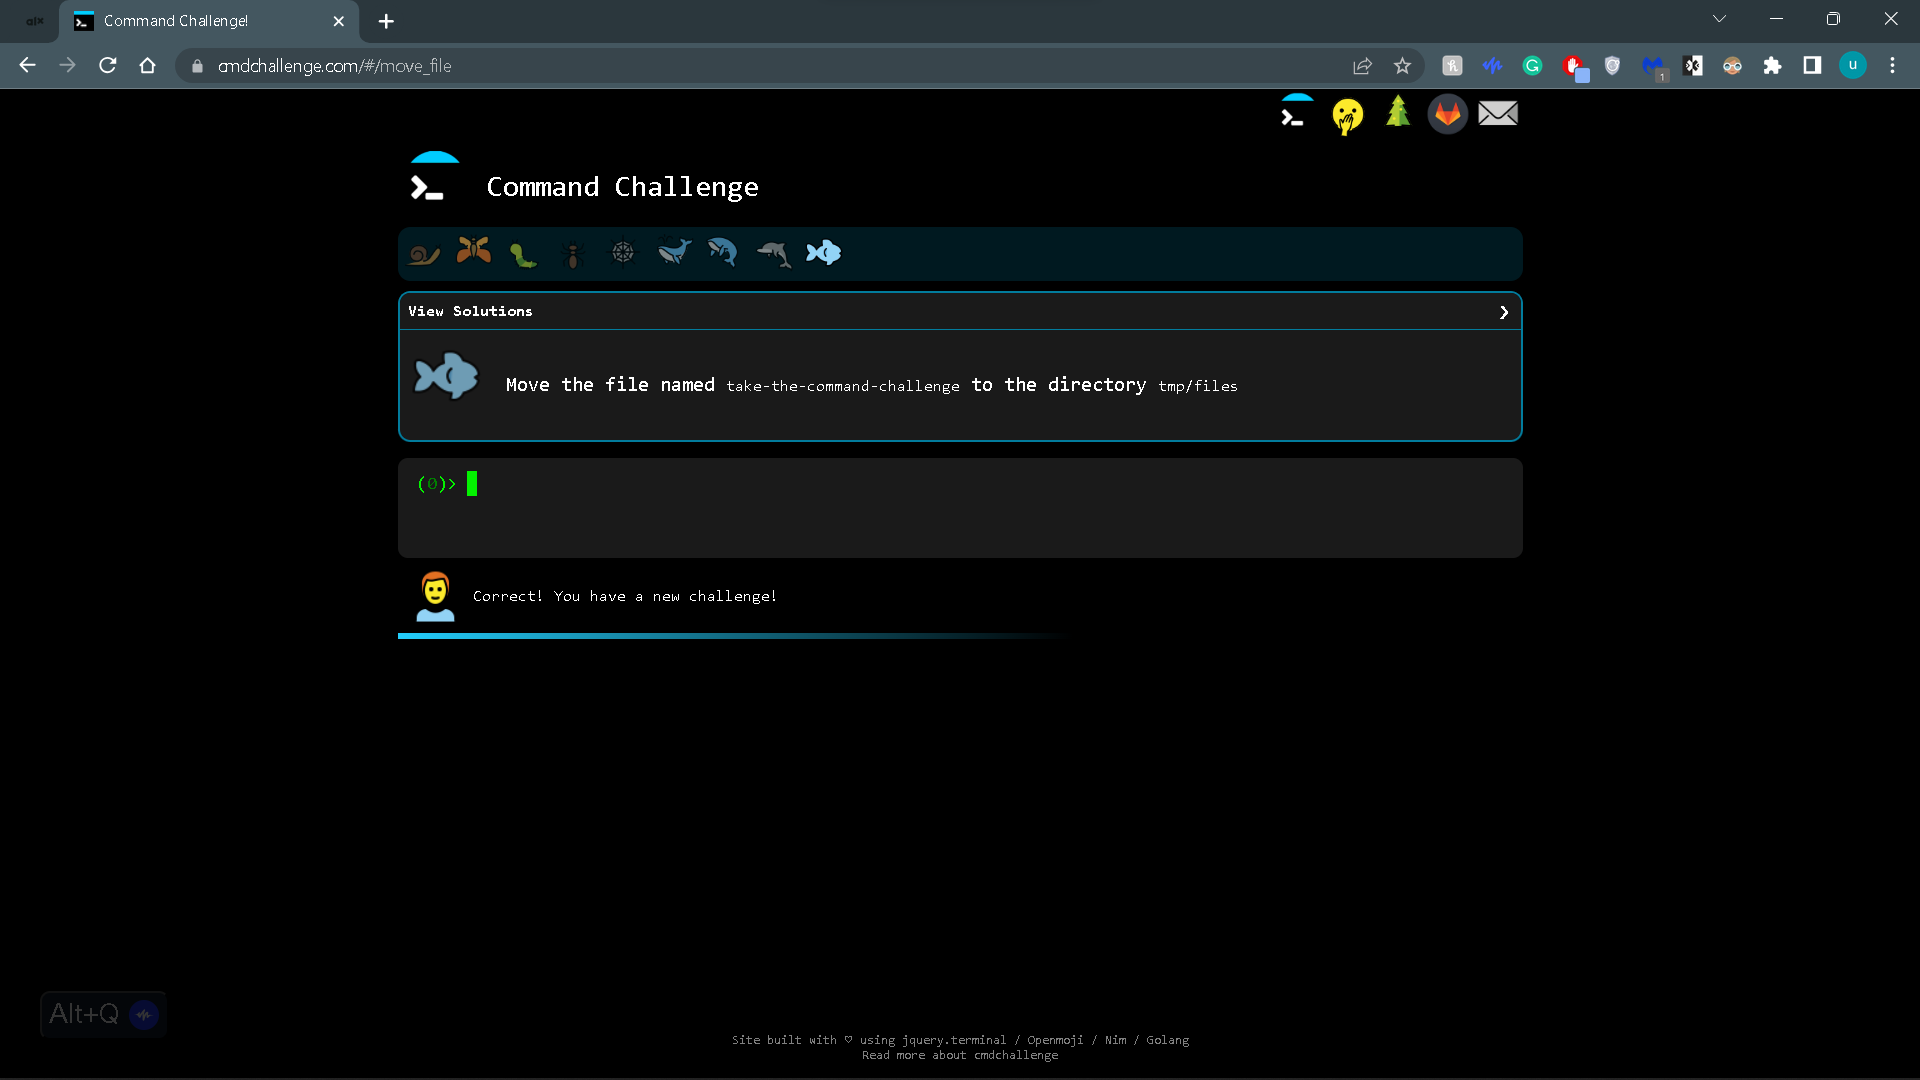 Command Challenge!
cmdchallenge.com/#/move_file
1
u
Command Challenge
View Solutions
Move the file named take-the-command-challenge to the directory tmp/files
(0)>
Correct! You have a new challenge!
Alt+Q
Site built with ♡ using jquery.terminal / Openmoji / Nim / Golang
Read more about cmdchallenge